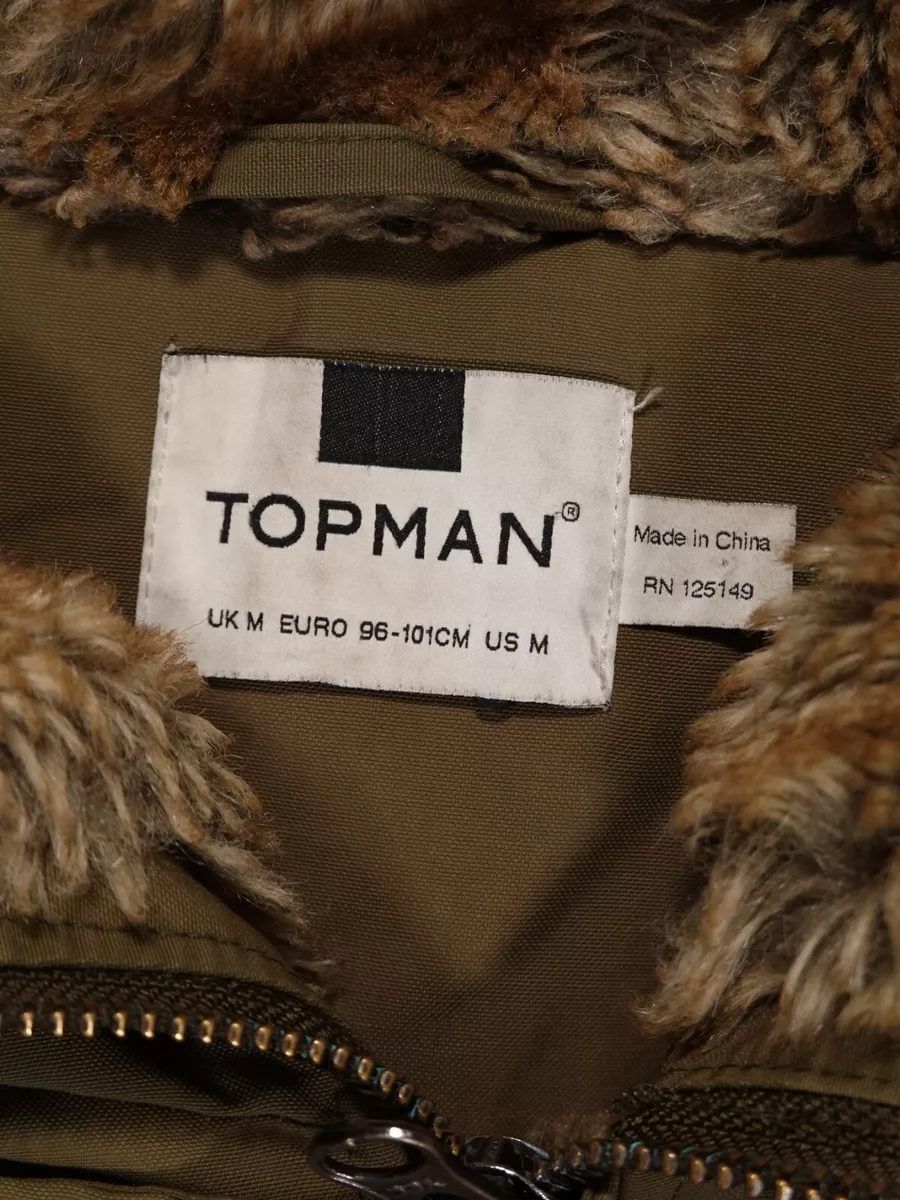 TOPMAN®
UK M EURO 96-101CM US M
Made in China
RN 125149